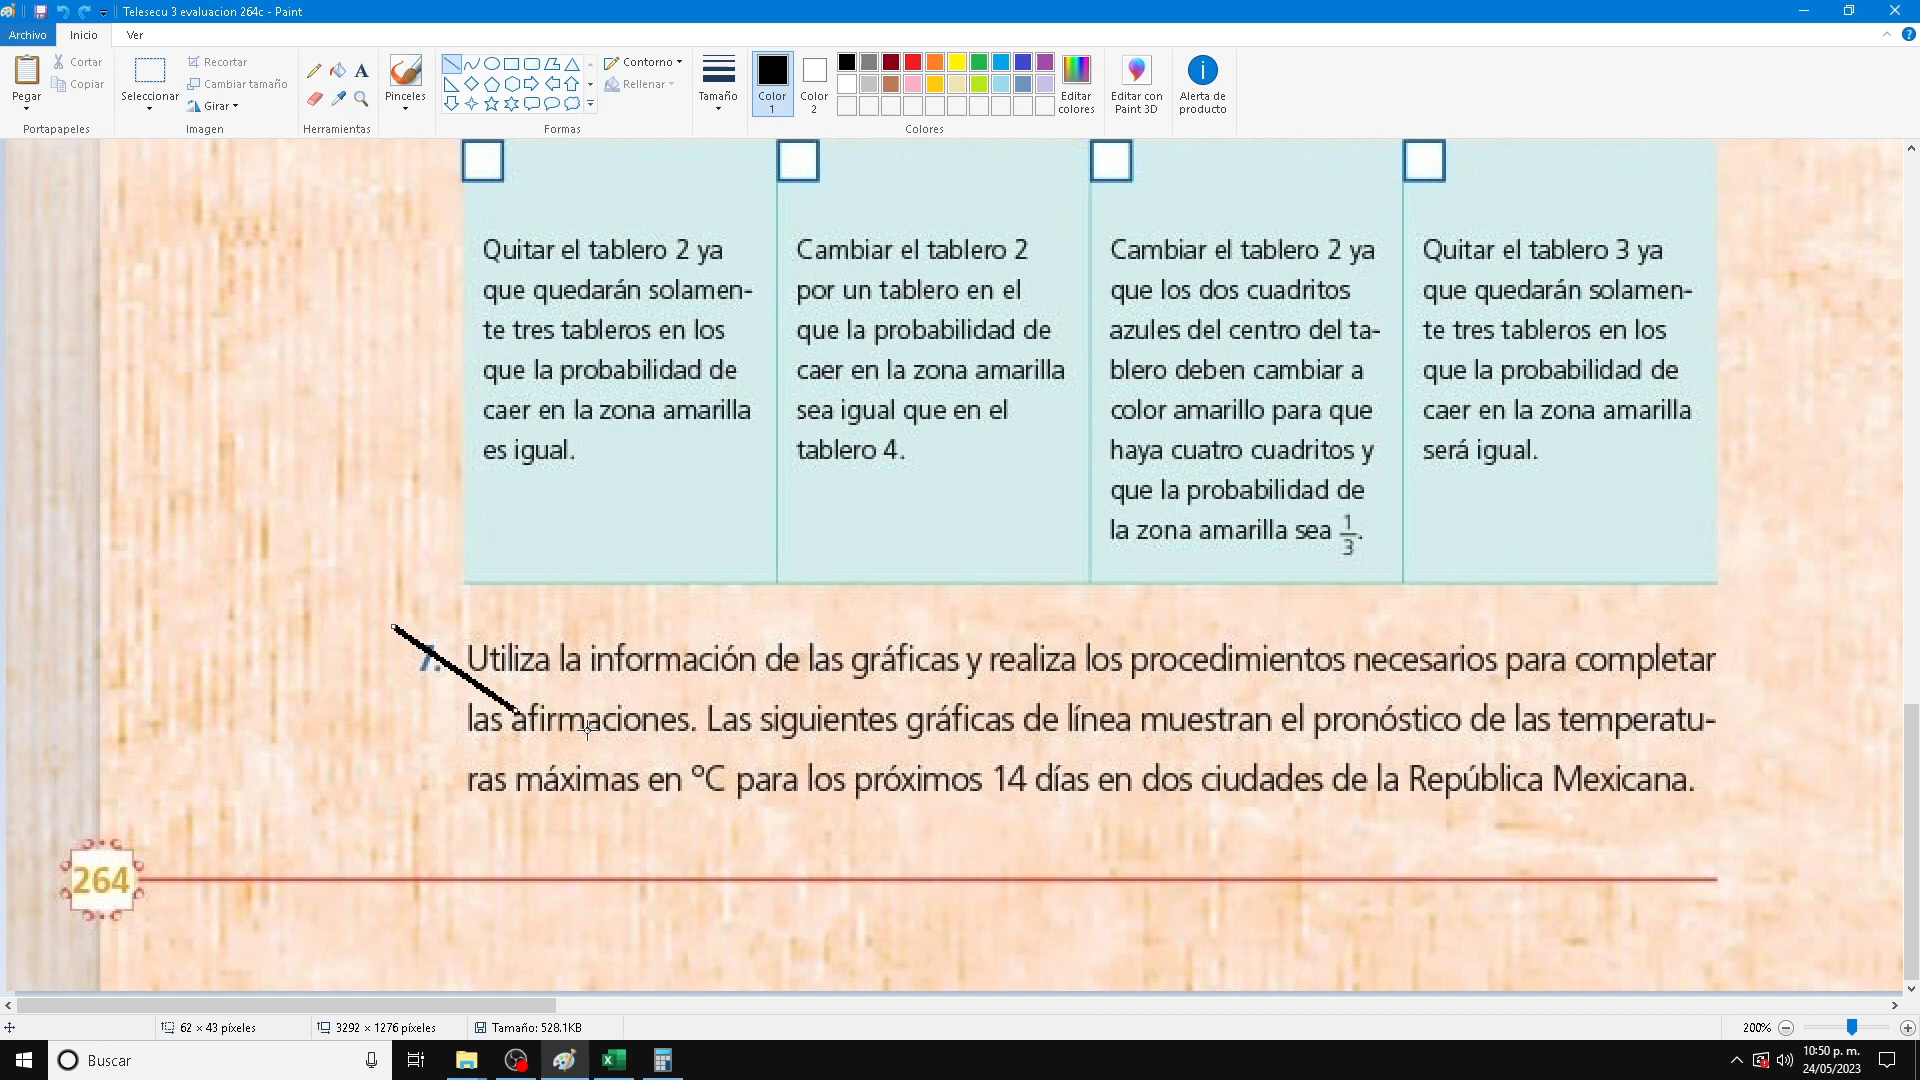 Telesecu 3 evaluacion 264c - Paint
Archivo Inicio Ver
Pegar
Cortar
Copiar
Portapapeles
Seleccionar
Recortar
Cambiar tamaño
Girar
Imagen
A
Herramientas
Pinceles
Contorno
Rellenar
Formas
Tamaño
Color 1
Color 2
Editar colores
Colores
Editar con Paint 3D
Alerta de producto
Quitar el tablero 2 ya
que quedarán solamen-
te tres tableros en los
que la probabilidad de
caer en la zona amarilla
es igual.
Cambiar el tablero 2
por un tablero en el
que la probabilidad de
caer en la zona amarilla
sea igual que en el
tablero 4.
Cambiar el tablero 2 ya
que los dos cuadritos
azules del centro del ta-
blero deben cambiar a
color amarillo para que
haya cuatro cuadritos y
que la probabilidad de
la zona amarilla sea 1/3.
Quitar el tablero 3 ya
que quedarán solamen-
te tres tableros en los
que la probabilidad de
caer en la zona amarilla
será igual.
7. Utiliza la información de las gráficas y realiza los procedimientos necesarios para completar
las afirmaciones. Las siguientes gráficas de línea muestran el pronóstico de las temperatu-
ras máximas en °C para los próximos 14 días en dos ciudades de la República Mexicana.
264
62 × 43 píxeles
3292 × 1276 píxeles
Tamaño: 528.1KB
200%
Buscar
10:50 p. m.
24/05/2023